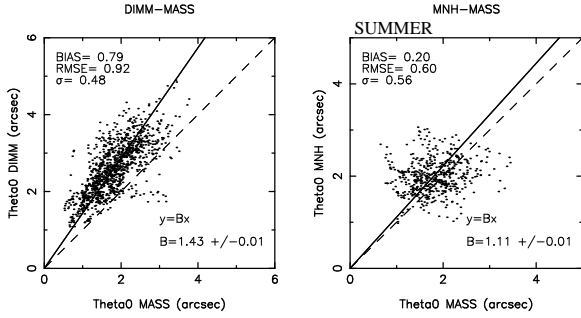 DIMM-MASS
BIAS= 0.79
RMSE= 0.92
σ= 0.48
y=Bx
B=1.43 +/-0.01
Theta0 DIMM (arcsec)
6
4
2
0
0 2 4 6
Theta0 MASS (arcsec)
MNH-MASS
SUMMER
BIAS= 0.20
RMSE= 0.60
σ= 0.56
y=Bx
B=1.11 +/-0.01
Theta0 MNH (arcsec)
4
2
0
0 2 4
Theta0 MASS (arcsec)